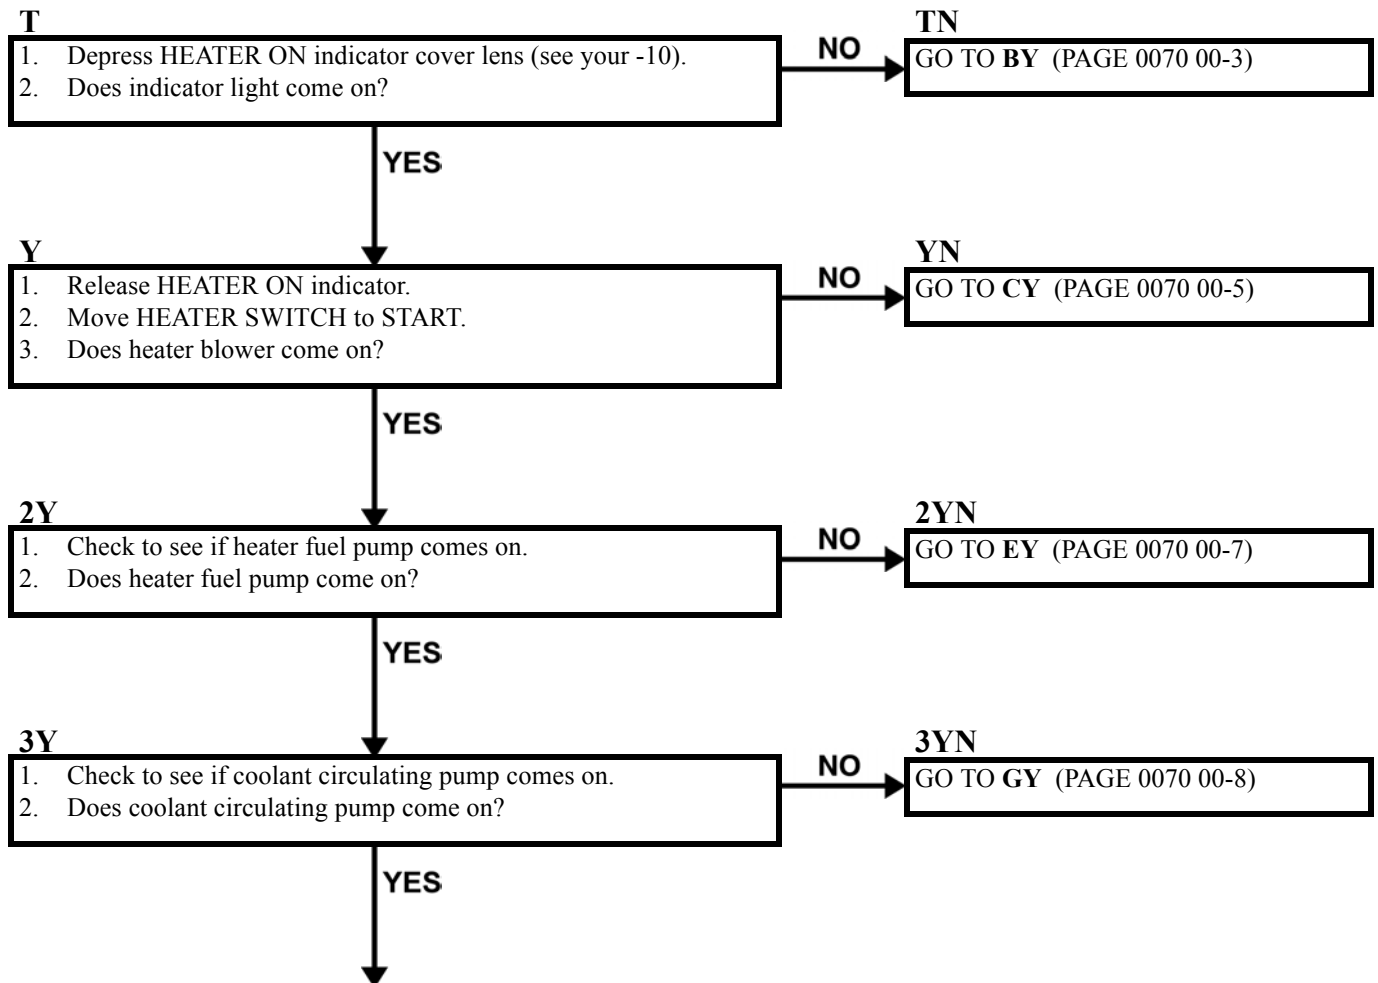 T
1. Depress HEATER ON indicator cover lens (see your -10).
2. Does indicator light come on?
NO
TN
GO TO BY (PAGE 0070 00-3)
YES
Y
1. Release HEATER ON indicator.
2. Move HEATER SWITCH to START.
3. Does heater blower come on?
NO
YN
GO TO CY (PAGE 0070 00-5)
YES
2Y
1. Check to see if heater fuel pump comes on.
2. Does heater fuel pump come on?
NO
2YN
GO TO EY (PAGE 0070 00-7)
YES
3Y
1. Check to see if coolant circulating pump comes on.
2. Does coolant circulating pump come on?
NO
3YN
GO TO GY (PAGE 0070 00-8)
YES